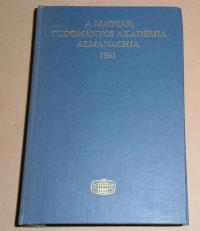 A MAGYAR
TUDOMÁNYOS AKADÉMIA
ALMANACHJA
1991